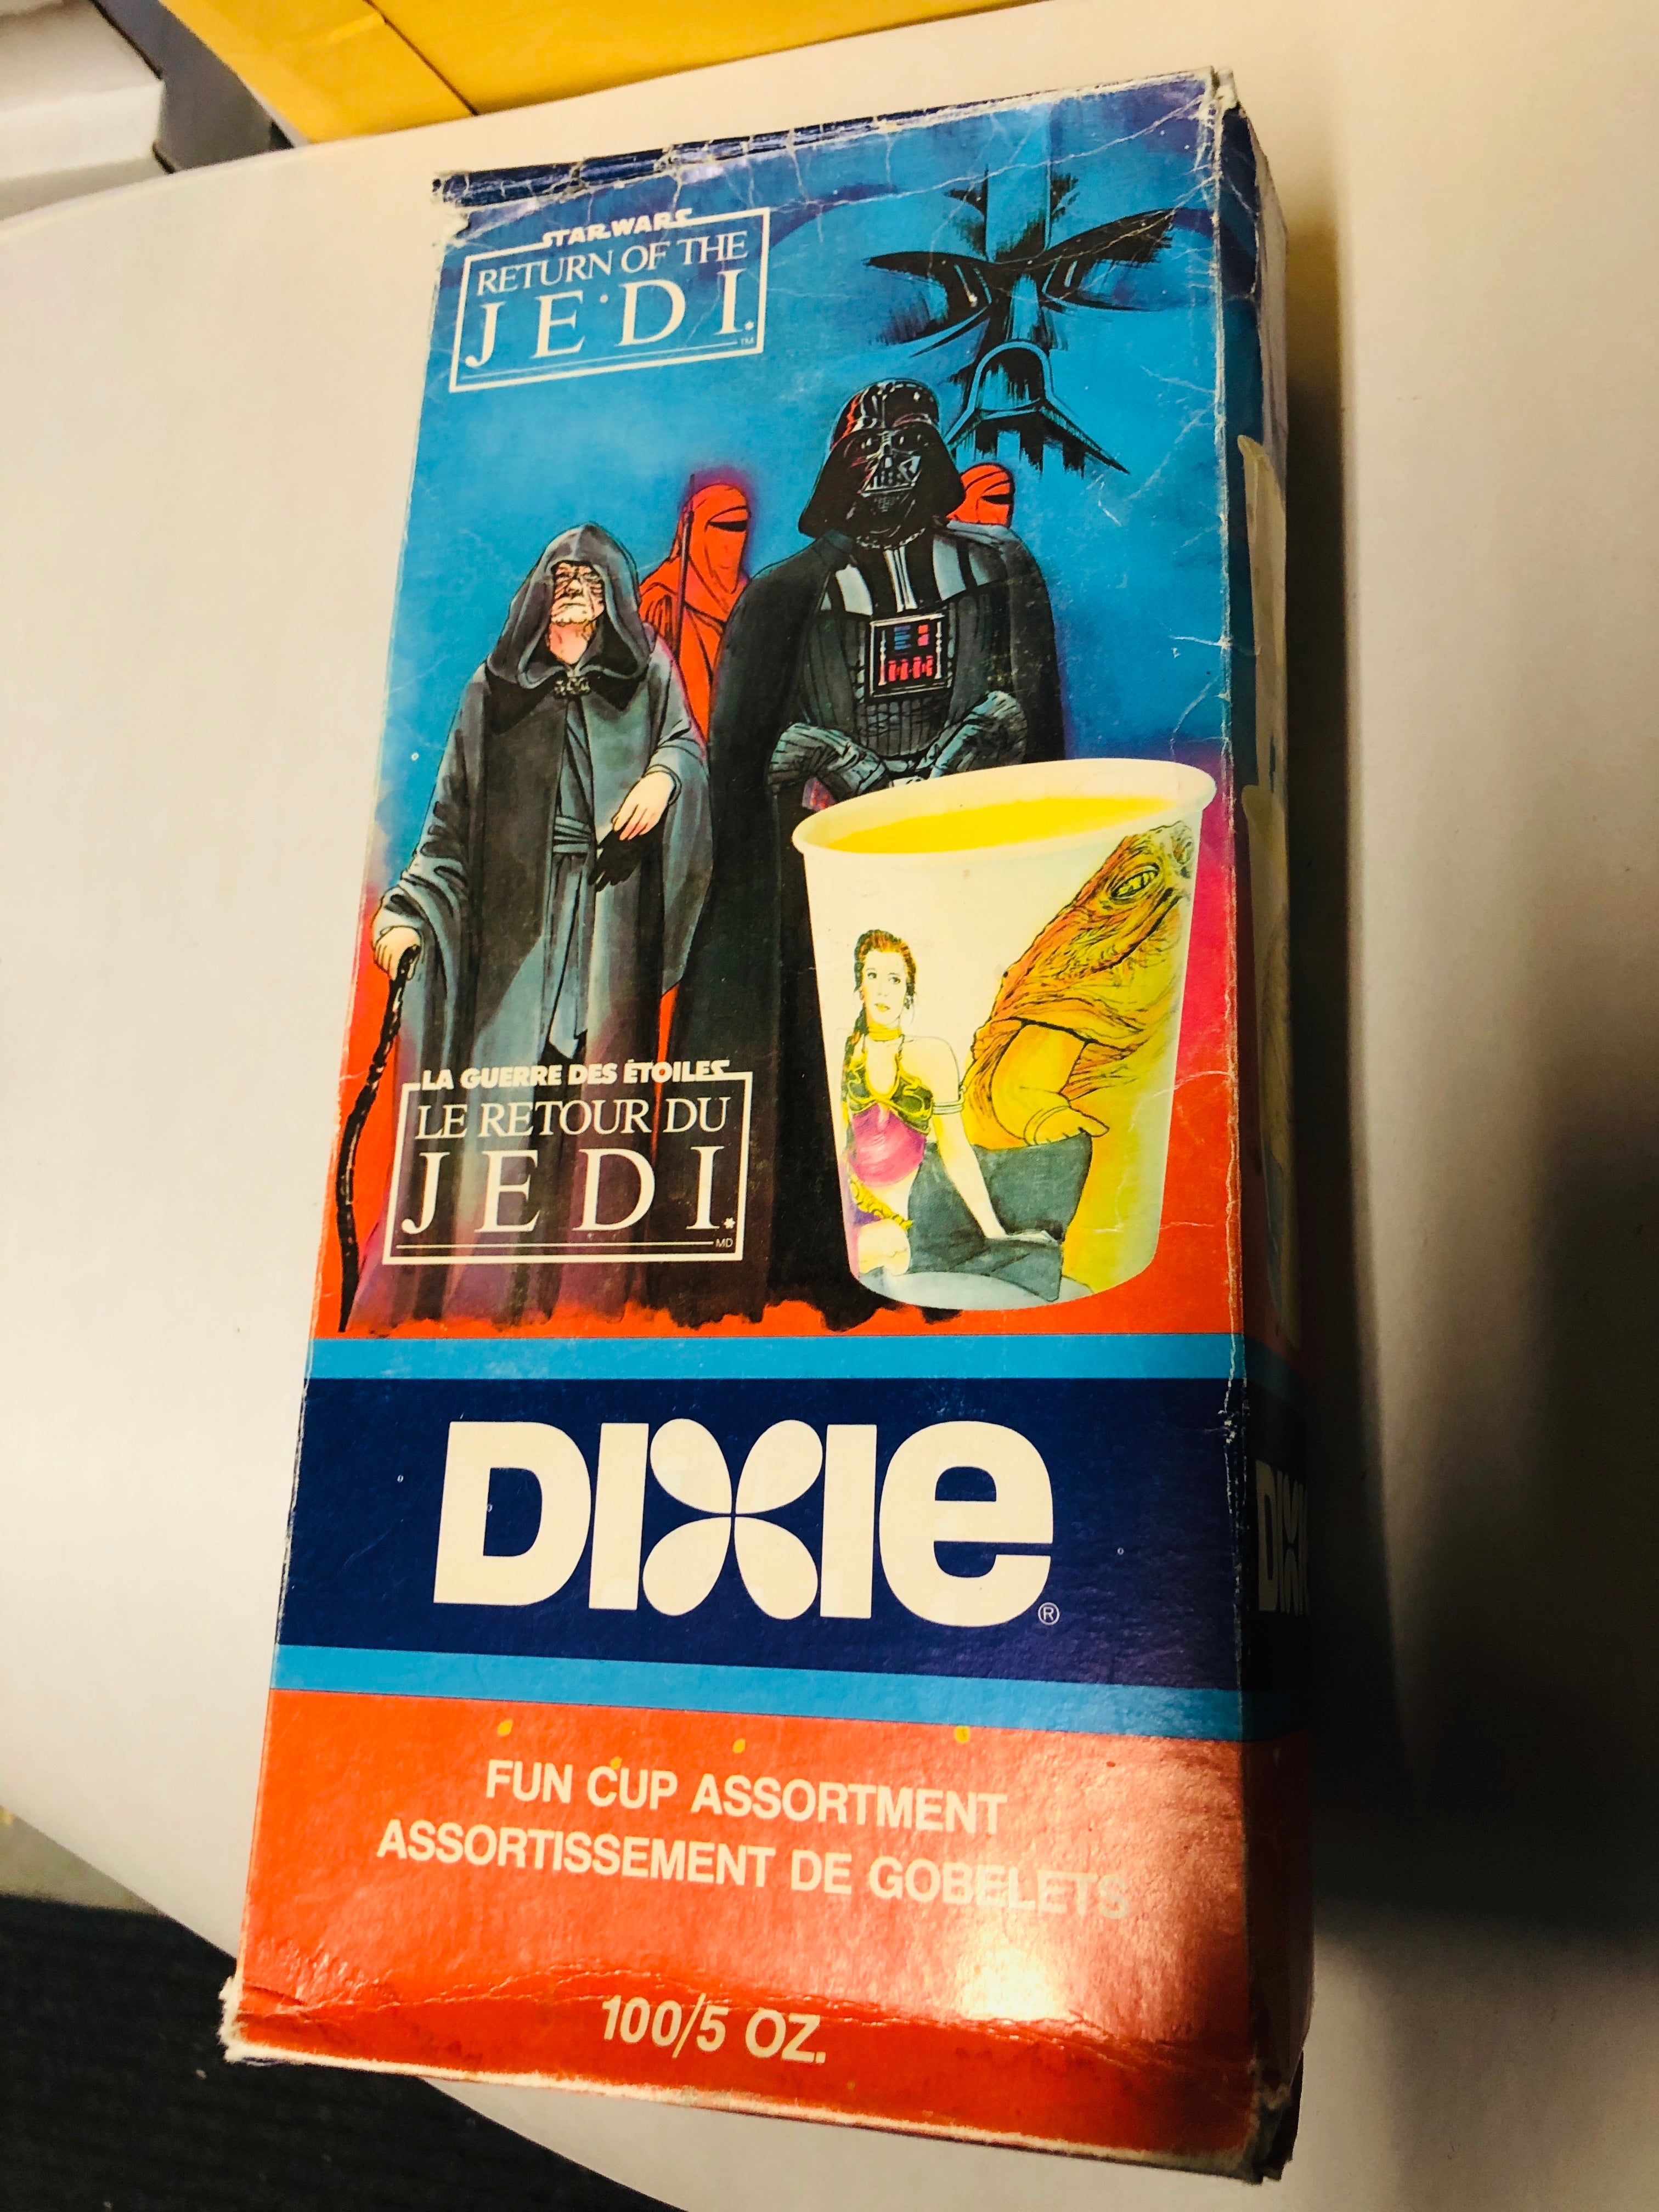 STAR WARS
RETURN OF THE
JEDI.
TM
LA GUERRE DES ÉTOILES
LE RETOUR DU
JEDI.*
MD
DIXIE®
FUN CUP ASSORTMENT
ASSORTISSEMENT DE GOBELETS
100/5 OZ.